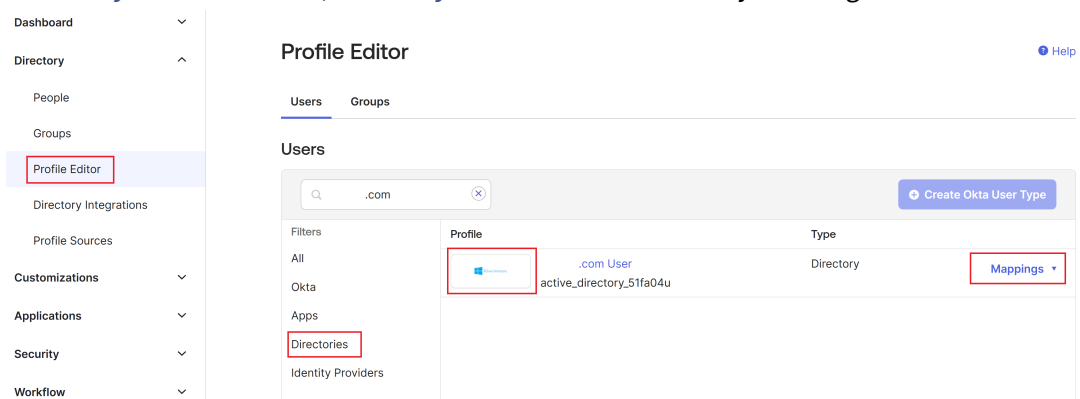 Dashboard
Directory
People
Groups
Profile Editor
Directory Integrations
Profile Sources
Customizations
Applications
Security
Workflow
Profile Editor
Help
Users Groups
Users
.com
Create Okta User Type
Filters
All
Okta
Apps
Directories
Identity Providers
Profile Type
.com User Directory Mappings
active_directory_51fa04u